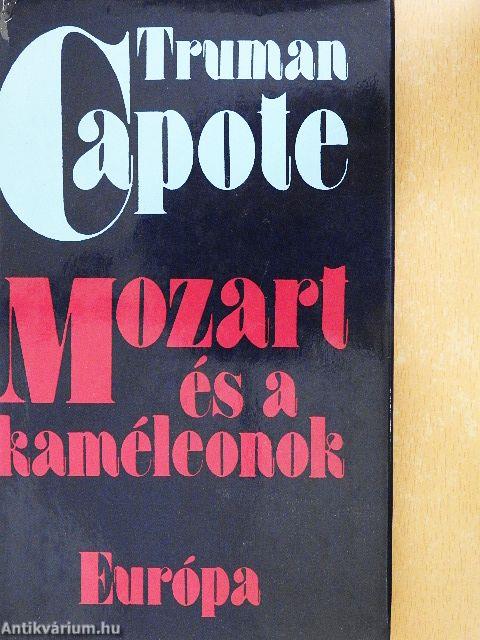 Truman
Capote
Mozart
és a
kaméleonok
Európa
Antikvárium.hu